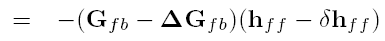 = −(𝐆_{fb} − 𝚫𝐆_{fb})(𝐡_{ff} − δ𝐡_{ff})